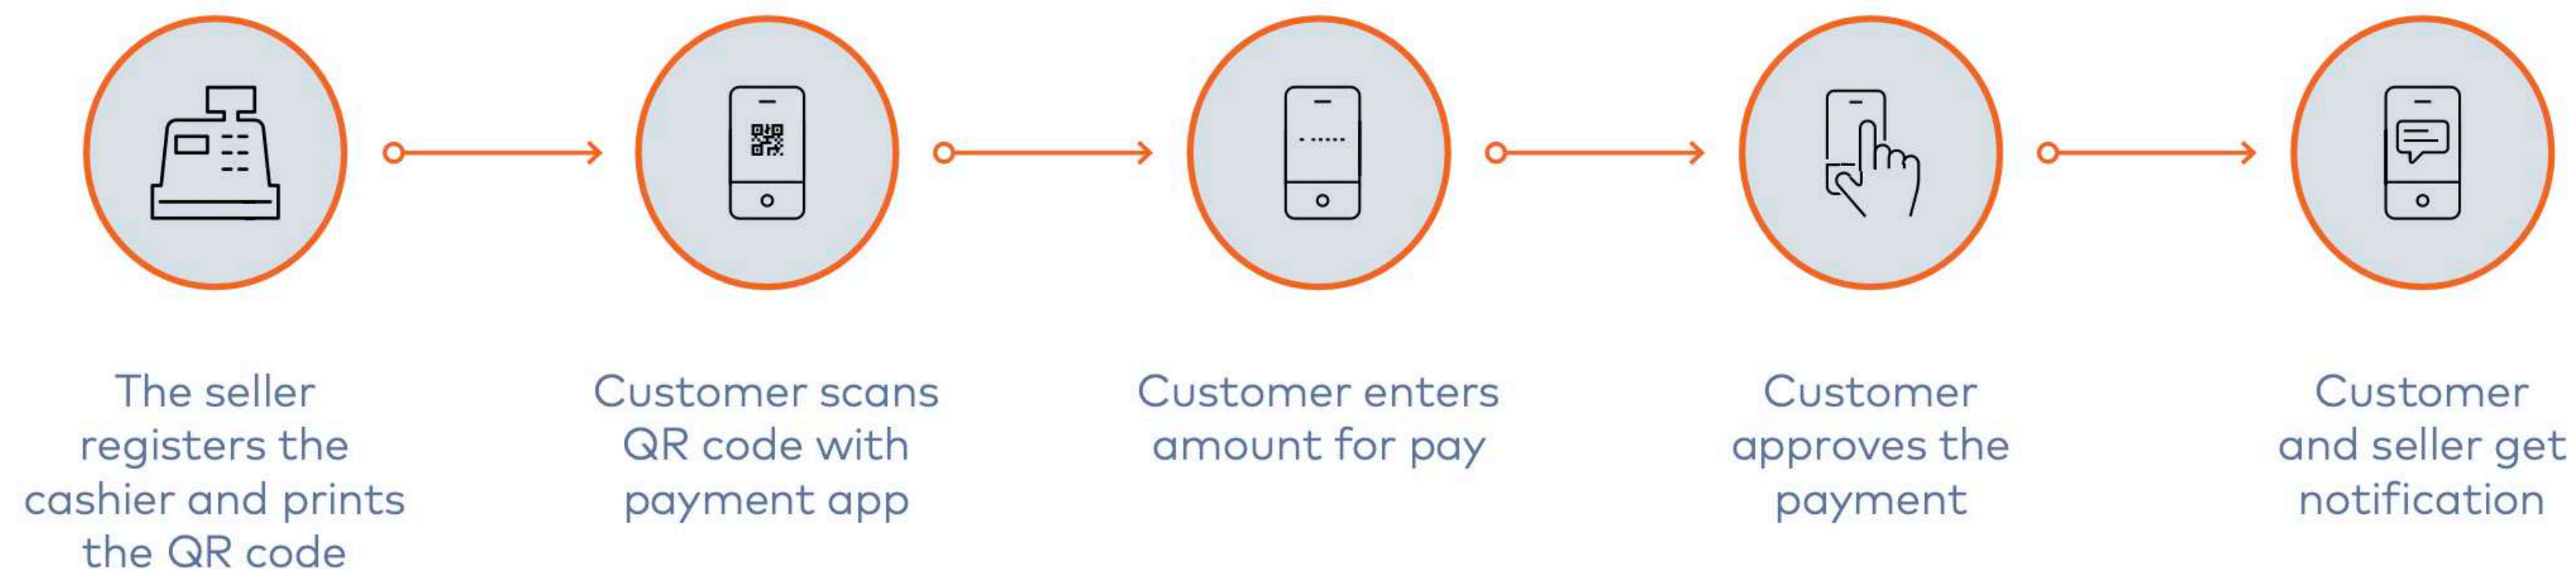 The seller
registers the
cashier and prints
the QR code
Customer scans
QR code with
payment app
Customer enters
amount for pay
Customer
approves the
payment
Customer
and seller get
notification